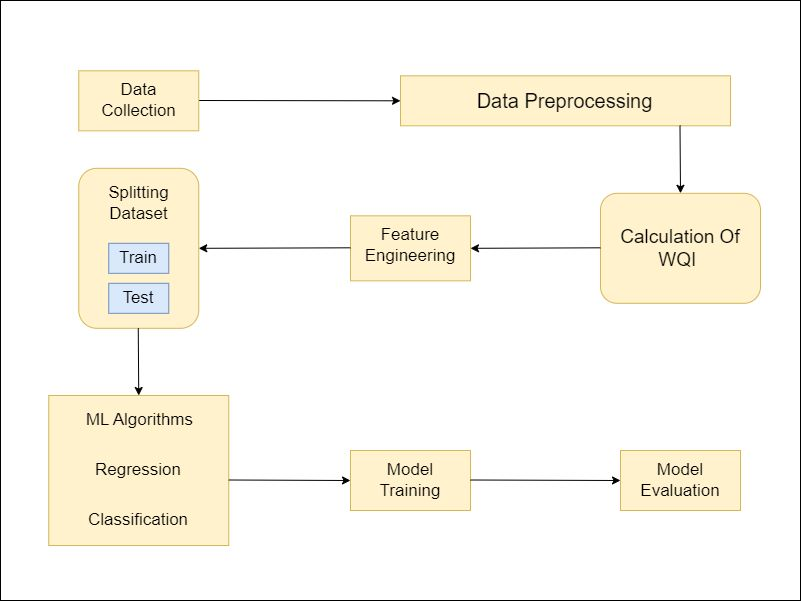 Data
Collection
Data Preprocessing
Calculation Of
WQI
Feature
Engineering
Splitting
Dataset
Train
Test
ML Algorithms
Regression
Classification
Model
Training
Model
Evaluation